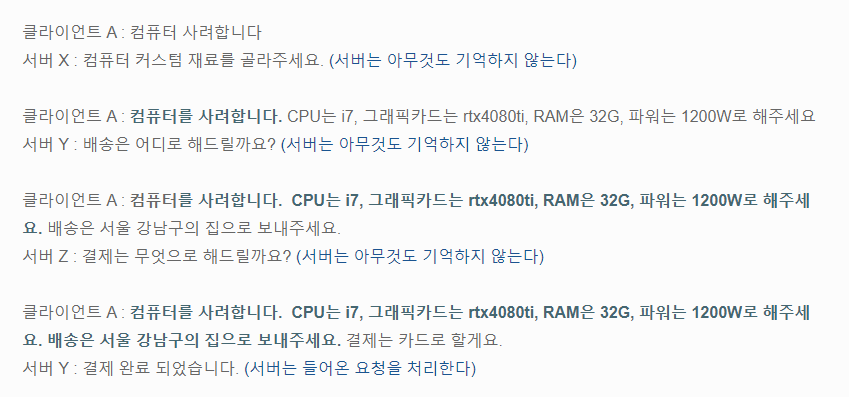 클라이언트 A : 컴퓨터 사려합니다
서버 X : 컴퓨터 커스텀 재료를 골라주세요. (서버는 아무것도 기억하지 않는다)
클라이언트 A : 컴퓨터를 사려합니다. CPU는 i7, 그래픽카드는 rtx4080ti, RAM은 32G, 파워는 1200W로 해주세요
서버 Y : 배송은 어디로 해드릴까요? (서버는 아무것도 기억하지 않는다)
클라이언트 A : 컴퓨터를 사려합니다.  CPU는 i7, 그래픽카드는 rtx4080ti, RAM은 32G, 파워는 1200W로 해주세
요. 배송은 서울 강남구의 집으로 보내주세요.
서버 Z : 결제는 무엇으로 해드릴까요? (서버는 아무것도 기억하지 않는다)
클라이언트 A : 컴퓨터를 사려합니다.  CPU는 i7, 그래픽카드는 rtx4080ti, RAM은 32G, 파워는 1200W로 해주세
요. 배송은 서울 강남구의 집으로 보내주세요. 결제는 카드로 할게요.
서버 Y : 결제 완료 되었습니다. (서버는 들어온 요청을 처리한다)